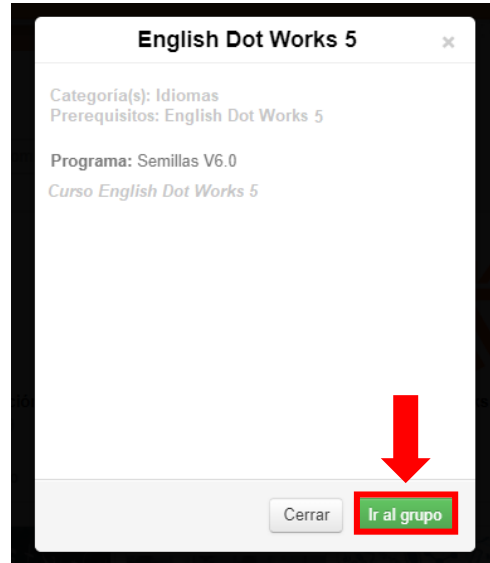 English Dot Works 5
×
Categoría(s): Idiomas
Prerequisitos: English Dot Works 5
Programa: Semillas V6.0
Curso English Dot Works 5
Cerrar
Ir al grupo